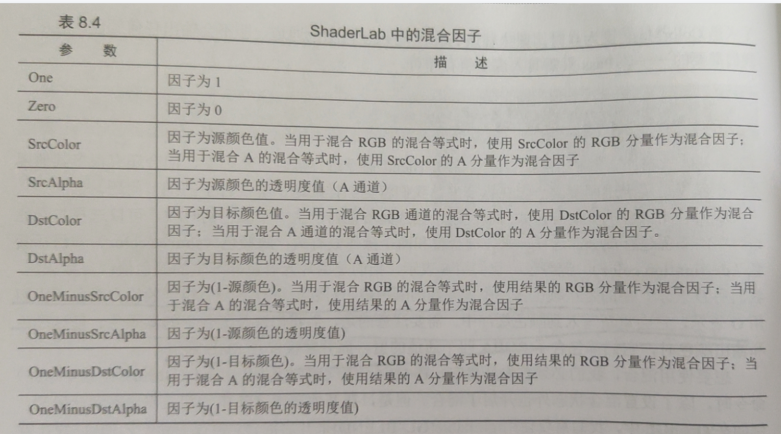 表 8.4
ShaderLab 中的混合因子
参 数 描 述
One 因子为 1
Zero 因子为 0
SrcColor 因子为源颜色值。当用于混合 RGB 的混合等式时，使用 SrcColor 的 RGB 分量作为混合因子；
当用于混合 A 的混合等式时，使用 SrcColor 的 A 分量作为混合因子
SrcAlpha 因子为源颜色的透明度值（A 通道）
DstColor 因子为目标颜色值。当用于混合 RGB 通道的混合等式时，使用 DstColor 的 RGB 分量作为混合
因子；当用于混合 A 通道的混合等式时，使用 DstColor 的 A 分量作为混合因子。
DstAlpha 因子为目标颜色的透明度值（A 通道）
OneMinusSrcColor 因子为(1-源颜色)。当用于混合 RGB 的混合等式时，使用结果的 RGB 分量作为混合因子；当用
于混合 A 的混合等式时，使用结果的 A 分量作为混合因子
OneMinusSrcAlpha 因子为(1-源颜色的透明度值)
OneMinusDstColor 因子为(1-目标颜色)。当用于混合 RGB 的混合等式时，使用结果的 RGB 分量作为混合因子；当
用于混合 A 的混合等式时，使用结果的 A 分量作为混合因子
OneMinusDstAlpha 因子为(1-目标颜色的透明度值)